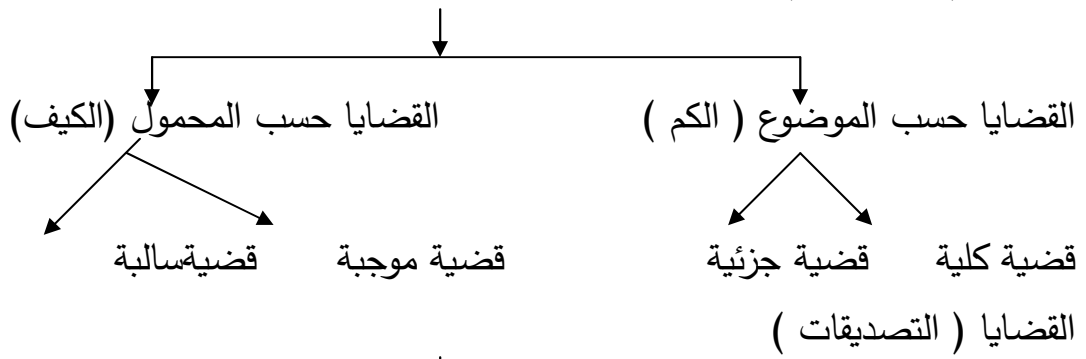 القضايا حسب الموضوع ( الكم ) القضايا حسب المحمول (الكيف)
قضية كلية قضية جزئية قضية موجبة قضيةسالبة
القضايا ( التصديقات )